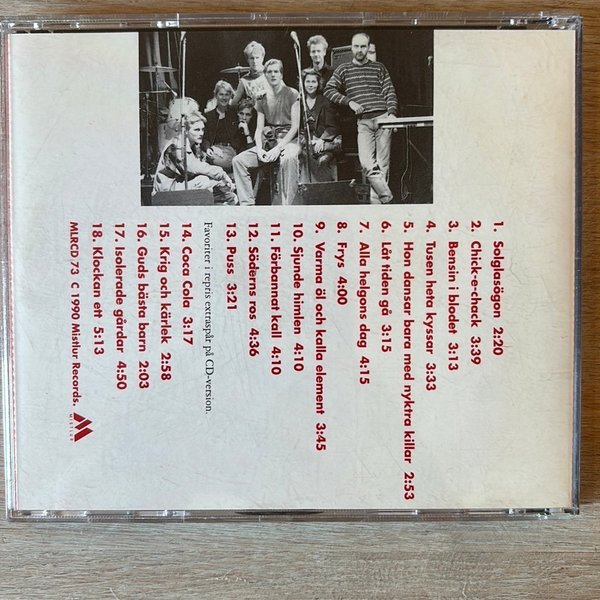 1. Solglasögon 2:20
2. Chick-e-chack 3:39
3. Bensin i blodet 3:13
4. Tusen heta kyssar 3:33
5. Hon dansar bara med nyktra killar 2:53
6. Låt tiden gå 3:15
7. Alla helgons dag 4:15
8. Frys 4:00
9. Varma öl och kalla element 3:45
10. Sjunde himlen 4:10
11. Förbannat kall 4:10
12. Söderns ros 4:36
13. Puss 3:21
Favoriter i repris extraspår på CD-version.
14. Coca Cola 3:17
15. Krig och kärlek 2:58
16. Guds bästa barn 2:03
17. Isolerade gårdar 4:50
18. Klockan ett 5:13
MLRCD 73 C 1990 Mistlur Records.
MISTLUR